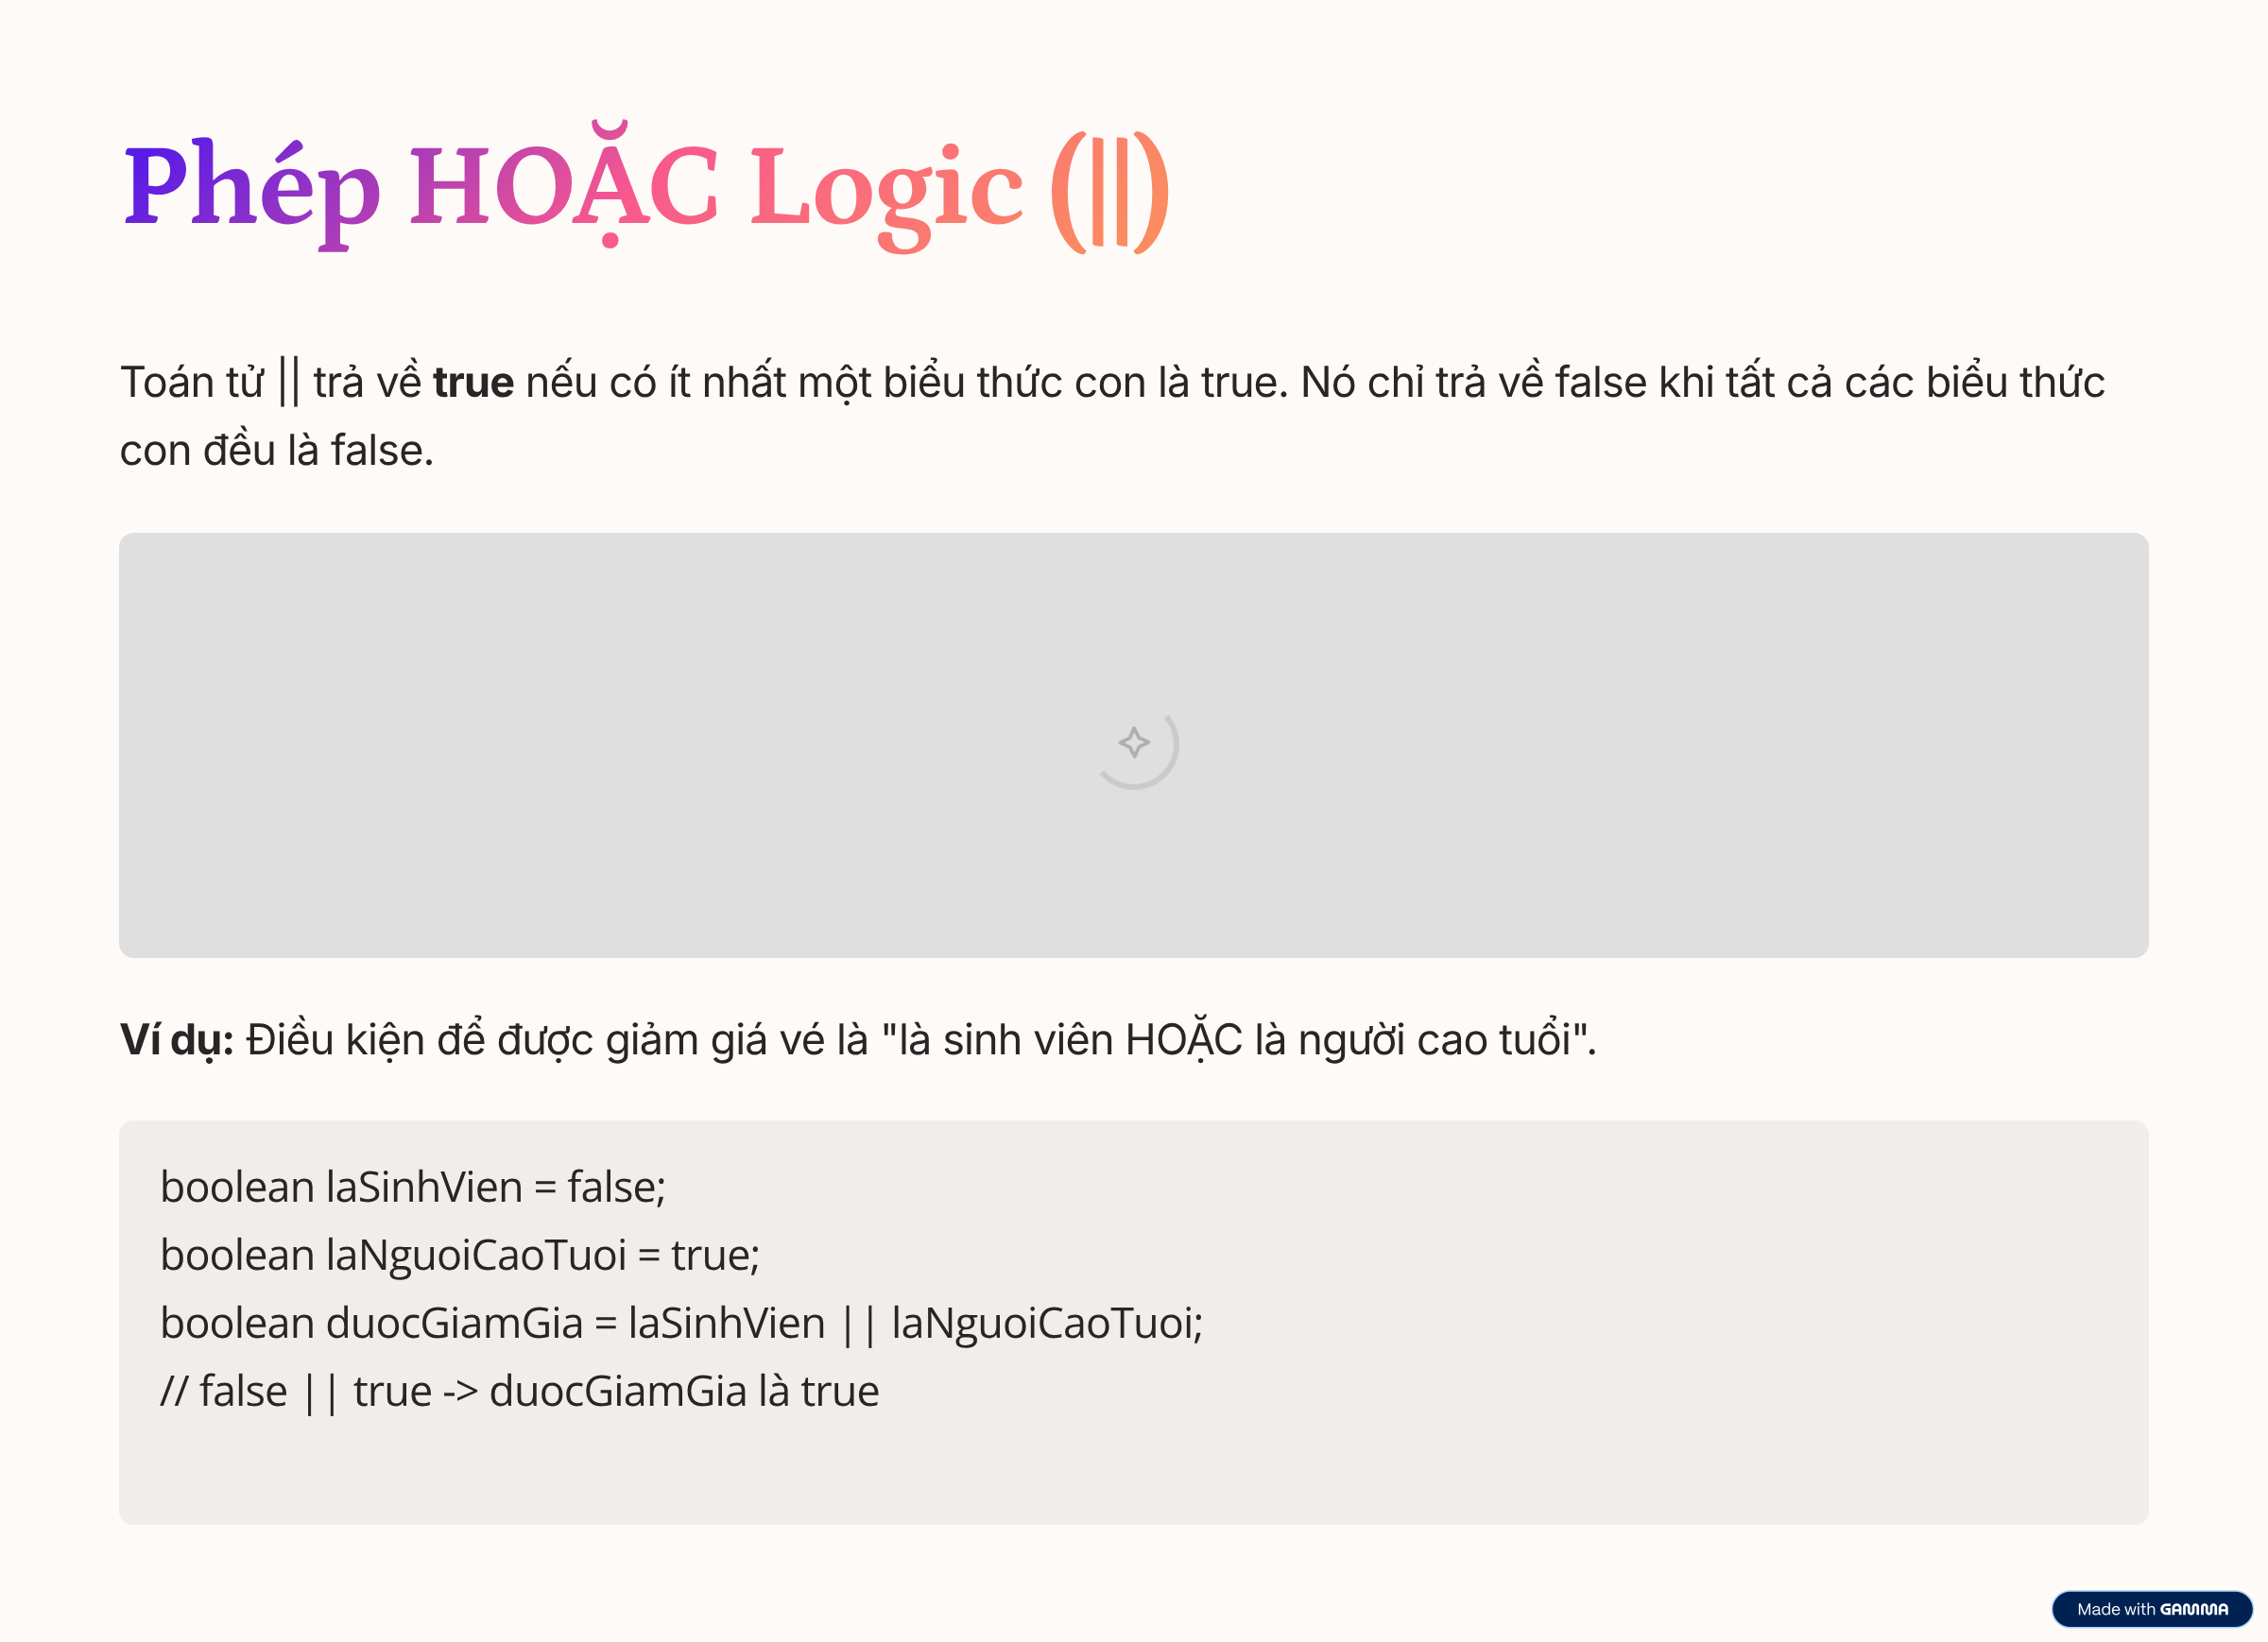 Phép HOẶC Logic (||)
Toán tử || trả về true nếu có ít nhất một biểu thức con là true. Nó chỉ trả về false khi tất cả các biểu thức
con đều là false.
Ví dụ: Điều kiện để được giảm giá vé là "là sinh viên HOẶC là người cao tuổi".
boolean laSinhVien = false;
boolean laNguoiCaoTuoi = true;
boolean duocGiamGia = laSinhVien || laNguoiCaoTuoi;
// false || true -> duocGiamGia là true
Made with GAMMA